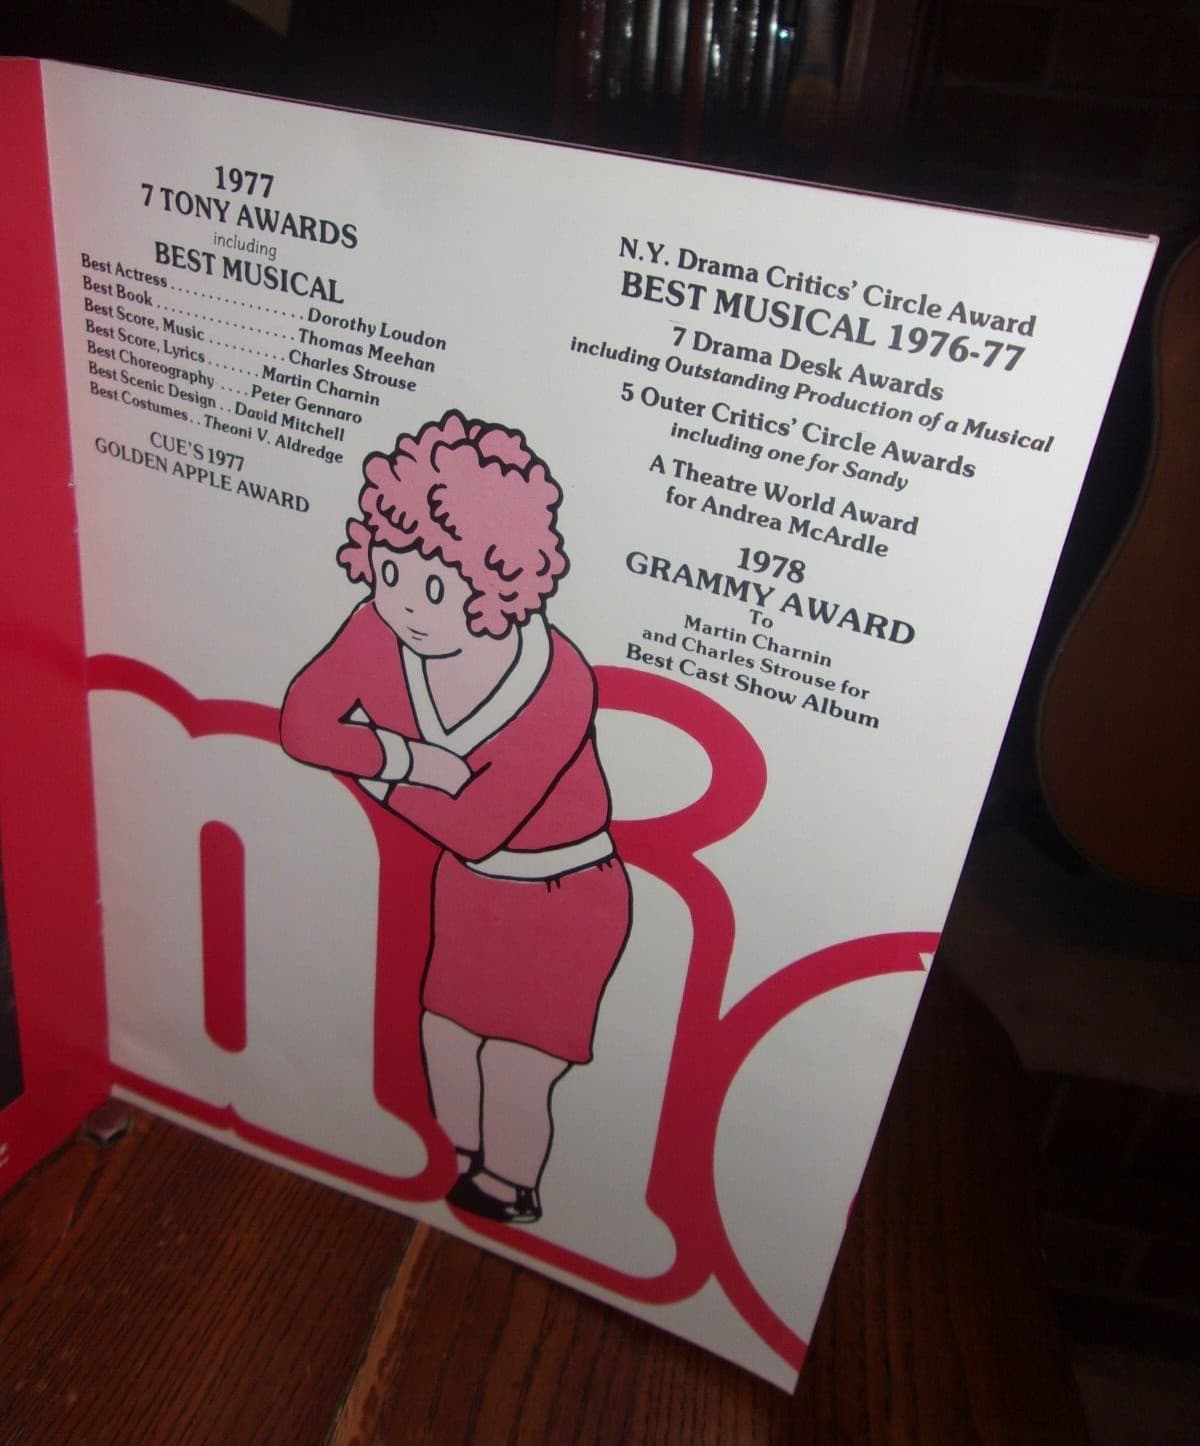 1977
7 TONY AWARDS
including
BEST MUSICAL
Best Actress.................Dorothy Loudon
Best Book.................Thomas Meehan
Best Score, Music..........Charles Strouse
Best Score, Lyrics.......Martin Charnin
Best Choreography....Peter Gennaro
Best Scenic Design..David Mitchell
Best Costumes..Theoni V. Aldredge
CUE'S 1977
GOLDEN APPLE AWARD
N.Y. Drama Critics' Circle Award
BEST MUSICAL 1976-77
7 Drama Desk Awards
including Outstanding Production of a Musical
5 Outer Critics' Circle Awards
including one for Sandy
A Theatre World Award
for Andrea McArdle
1978
GRAMMY AWARD
To
Martin Charnin
and Charles Strouse for
Best Cast Show Album